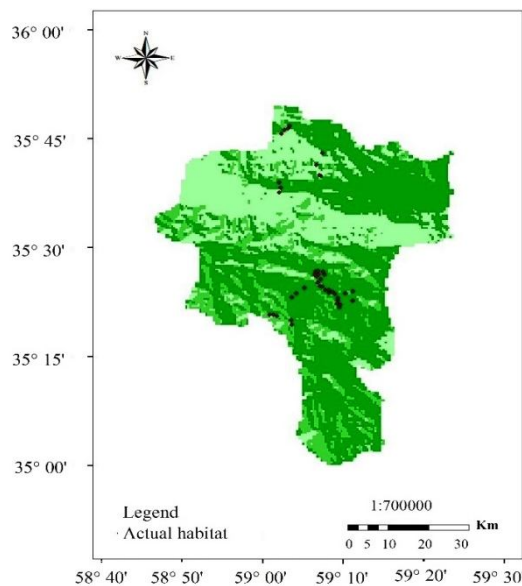 36° 00'
N
W E
S
35° 45'
35° 30'
35° 15'
35° 00'
Legend
Actual habitat
1:700000
Km
0 5 10 20 30
58° 40' 58° 50' 59° 00' 59° 10' 59° 20' 59° 30